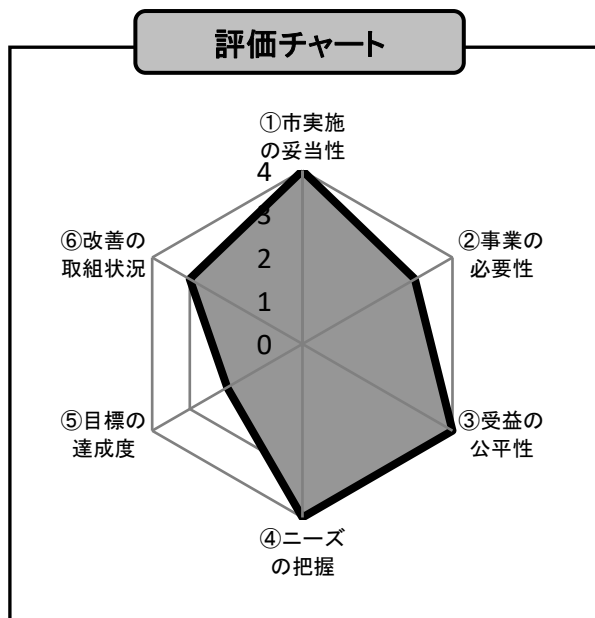 評価チャート
①市実施
の妥当性
4
3
2
1
0
②事業の
必要性
③受益の
公平性
④ニーズ
の把握
⑤目標の
達成度
⑥改善の
取組状況